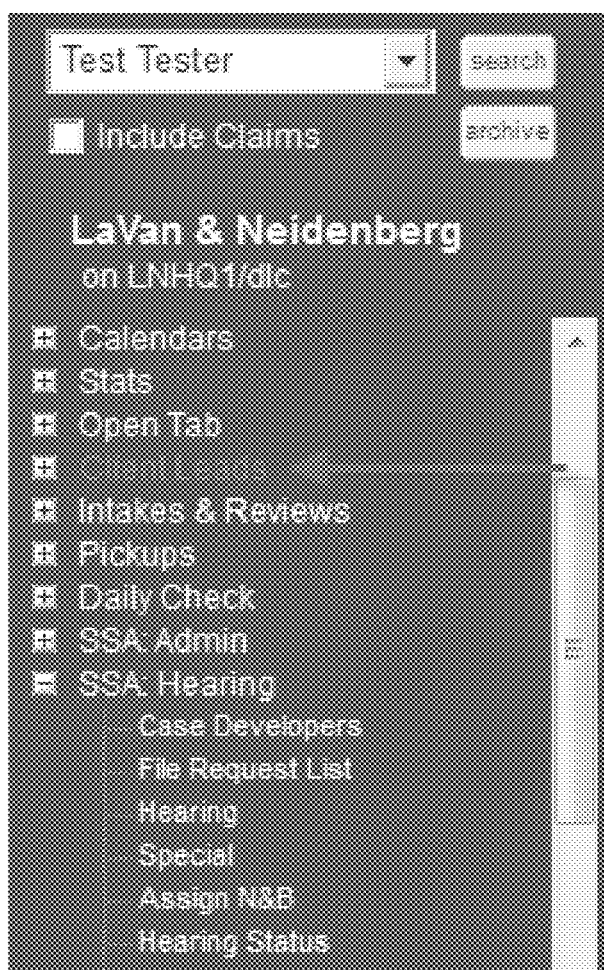 Test Tester
search
Include Claims
archive
LaVan & Neidenberg
on LNHQ1/dlc
Calendars
Stats
Open Tab
Intakes & Reviews
Pickups
Daily Check
SSA: Admin
SSA: Hearing
Case Developers
File Request List
Hearing
Special
Assign N&B
Hearing Status